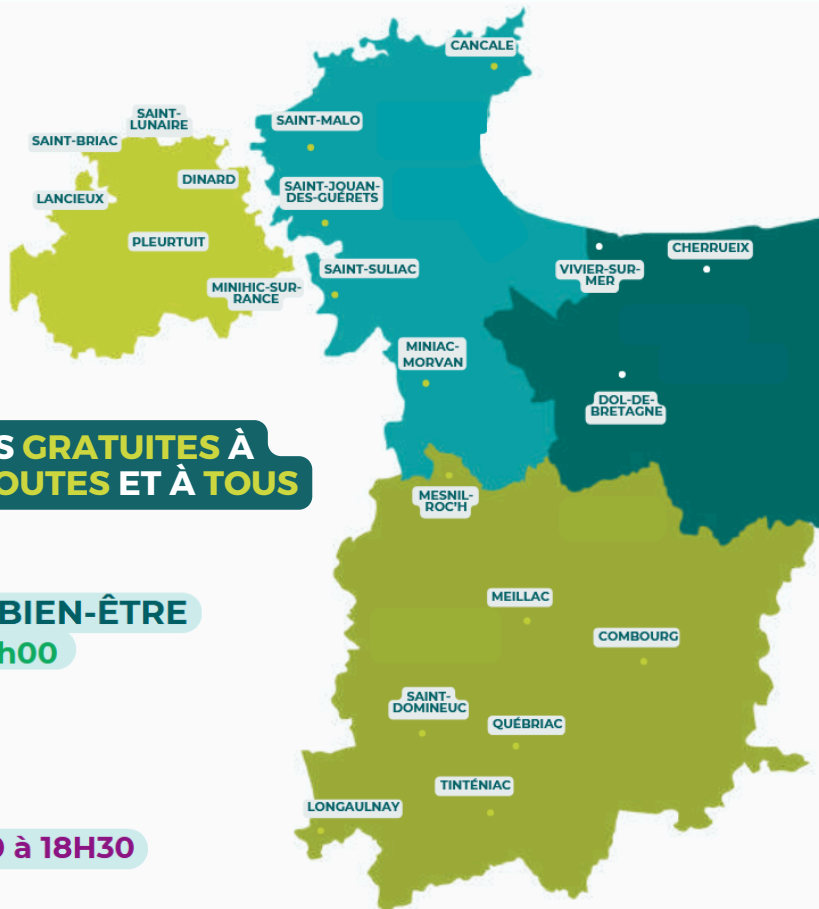 CANCALE
SAINT-
LUNAIRE
SAINT-MALO
SAINT-BRIAC
DINARD
SAINT-JOUAN-
DES-GUÉRETS
LANCIEUX
PLEURTUIT
CHERRUEIX
SAINT-SULIAC
VIVIER-SUR-
MER
MINIHIC-SUR-
RANCE
MINIAC-
MORVAN
DOL-DE-
BRETAGNE
S GRATUITES À
OUTES ET À TOUS
MESNIL-
ROC'H
BIEN-ÊTRE
h00
MEILLAC
COMBOURG
SAINT-
DOMINEUC
QUÉBRIAC
TINTÉNIAC
LONGAULNAY
à 18H30